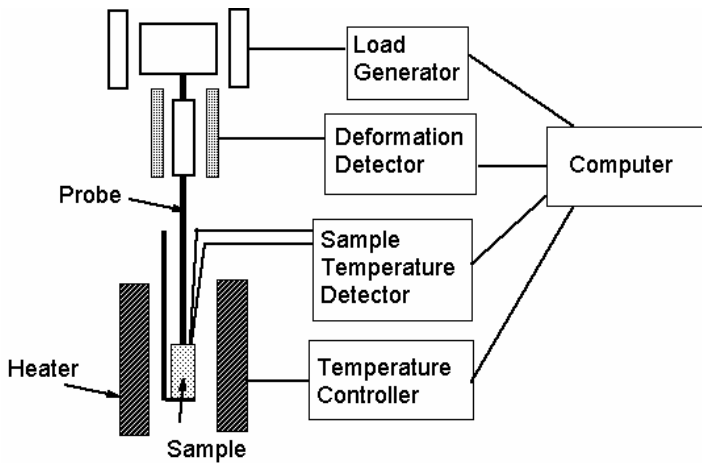 Load
Generator
Deformation
Detector
Computer
Probe
Sample
Temperature
Detector
Heater
Temperature
Controller
Sample